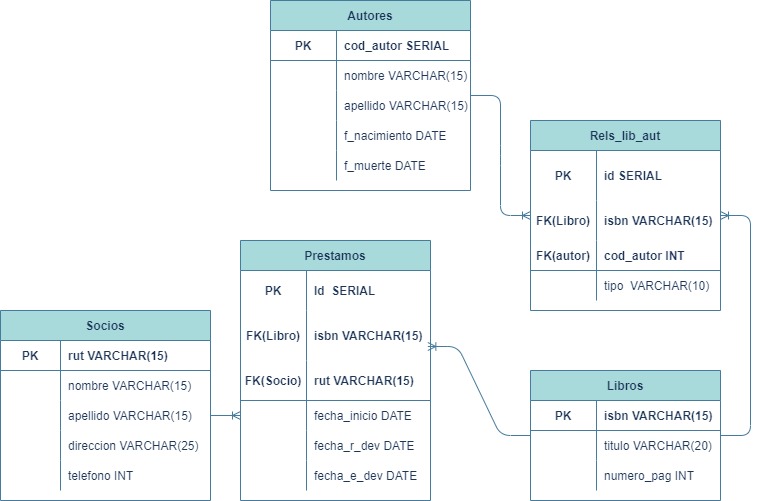 Autores
PK cod_autor SERIAL
nombre VARCHAR(15)
apellido VARCHAR(15)
f_nacimiento DATE
f_muerte DATE
Rels_lib_aut
PK id SERIAL
FK(Libro) isbn VARCHAR(15)
FK(autor) cod_autor INT
tipo VARCHAR(10)
Prestamos
PK Id SERIAL
FK(Libro) isbn VARCHAR(15)
FK(Socio) rut VARCHAR(15)
fecha_inicio DATE
fecha_r_dev DATE
fecha_e_dev DATE
Socios
PK rut VARCHAR(15)
nombre VARCHAR(15)
apellido VARCHAR(15)
direccion VARCHAR(25)
telefono INT
Libros
PK isbn VARCHAR(15)
titulo VARCHAR(20)
numero_pag INT